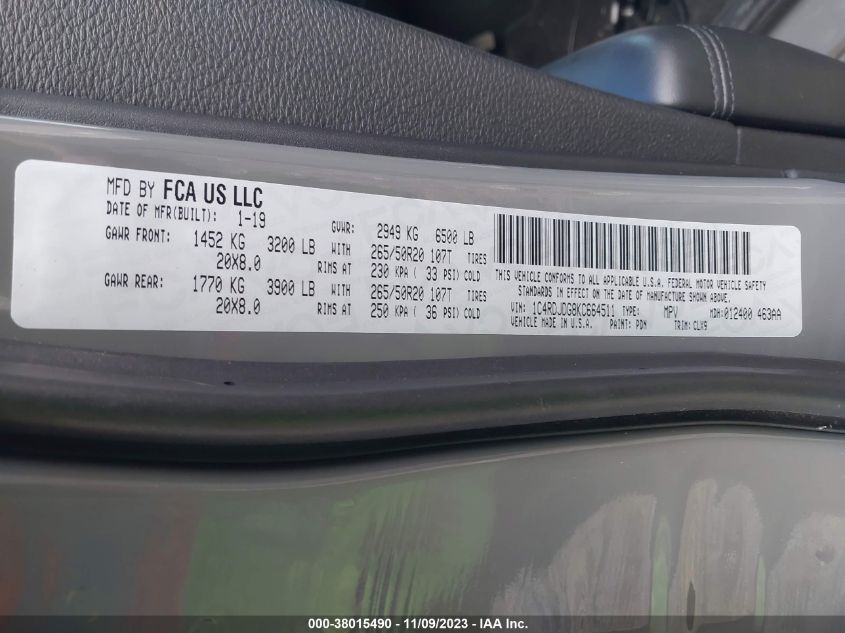 MFD BY FCA US LLC
DATE OF MFR(BUILT): 1-19 GVWR: 2949 KG 6500 LB
GAWR FRONT: 1452 KG 3200 LB WITH 265/50R20 107T TIRES
20X8.0 RIMS AT 230 KPA ( 33 PSI) COLD
GAWR REAR: 1770 KG 3900 LB WITH 265/50R20 107T TIRES
20X8.0 RIMS AT 250 KPA ( 36 PSI) COLD
THIS VEHICLE CONFORMS TO ALL APPLICABLE U.S.A. FEDERAL MOTOR VEHICLE SAFETY
STANDARDS IN EFFECT ON THE DATE OF MANUFACTURE SHOWN ABOVE.
VIN: 1C4RDJDG8KC664511 TYPE: MPV MDH:012400 463AA
VEHICLE MADE IN U.S.A. PAINT: PDN TRIM: CLX9
000-38015490 - 11/09/2023 - IAA Inc.